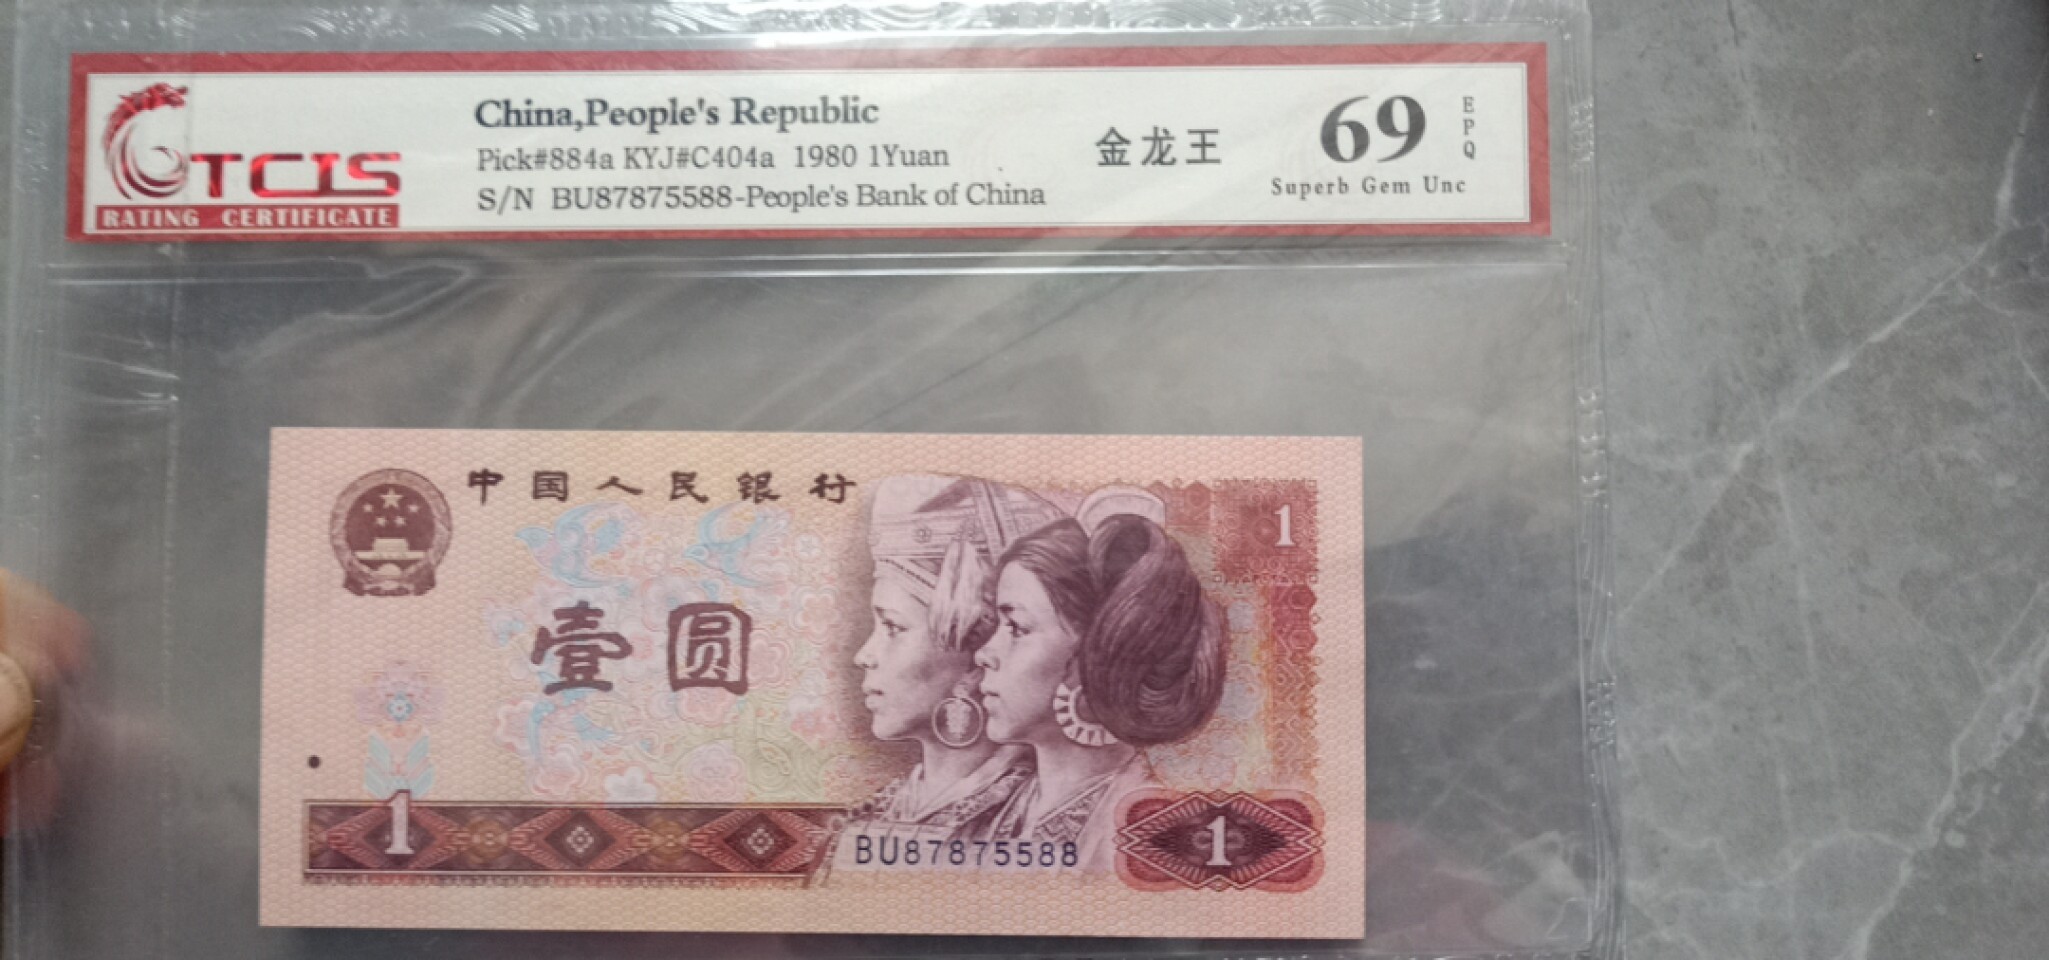 TCIS
RATING CERTIFICATE
China,People's Republic
Pick#884a KYJ#C404a 1980 1Yuan
S/N BU87875588-People's Bank of China
金龙王
69
EPQ
Superb Gem Unc
中国人民银行
1
壹圆
1
BU87875588
1